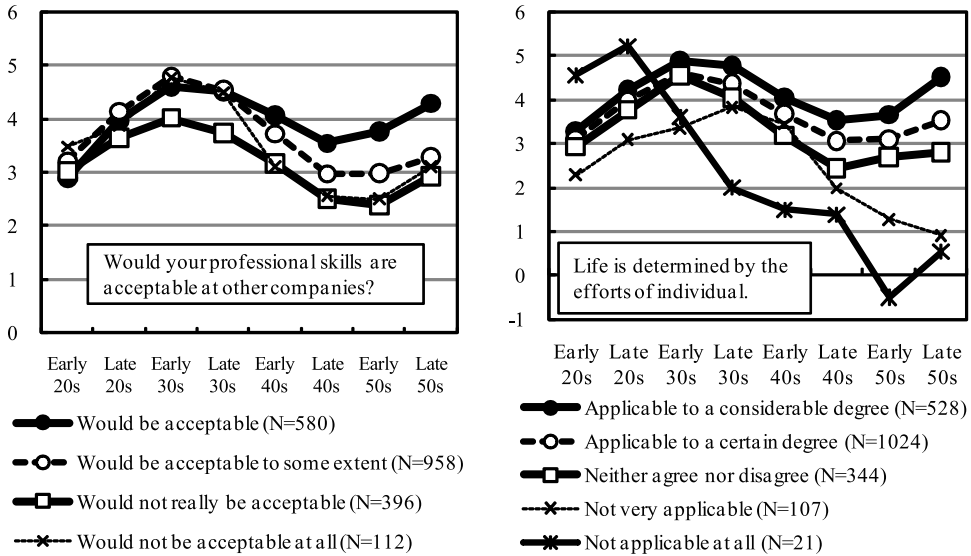 6
5
4
3
2
1
0
Would your professional skills are
acceptable at other companies?
Early Late Early Late Early Late Early Late
20s 20s 30s 30s 40s 40s 50s 50s
Would be acceptable (N=580)
Would be acceptable to some extent (N=958)
Would not really be acceptable (N=396)
Would not be acceptable at all (N=112)
6
5
4
3
2
1
0
-1
Life is determined by the
efforts of individual.
Early Late Early Late Early Late Early Late
20s 20s 30s 30s 40s 40s 50s 50s
Applicable to a considerable degree (N=528)
Applicable to a certain degree (N=1024)
Neither agree nor disagree (N=344)
Not very applicable (N=107)
Not applicable at all (N=21)